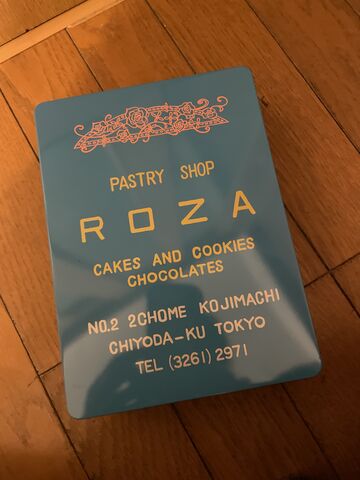 PASTRY SHOP
ROZA
CAKES AND COOKIES
CHOCOLATES
NO.2 2CHOME KOJIMACHI
CHIYODA-KU TOKYO
TEL (3261) 2971